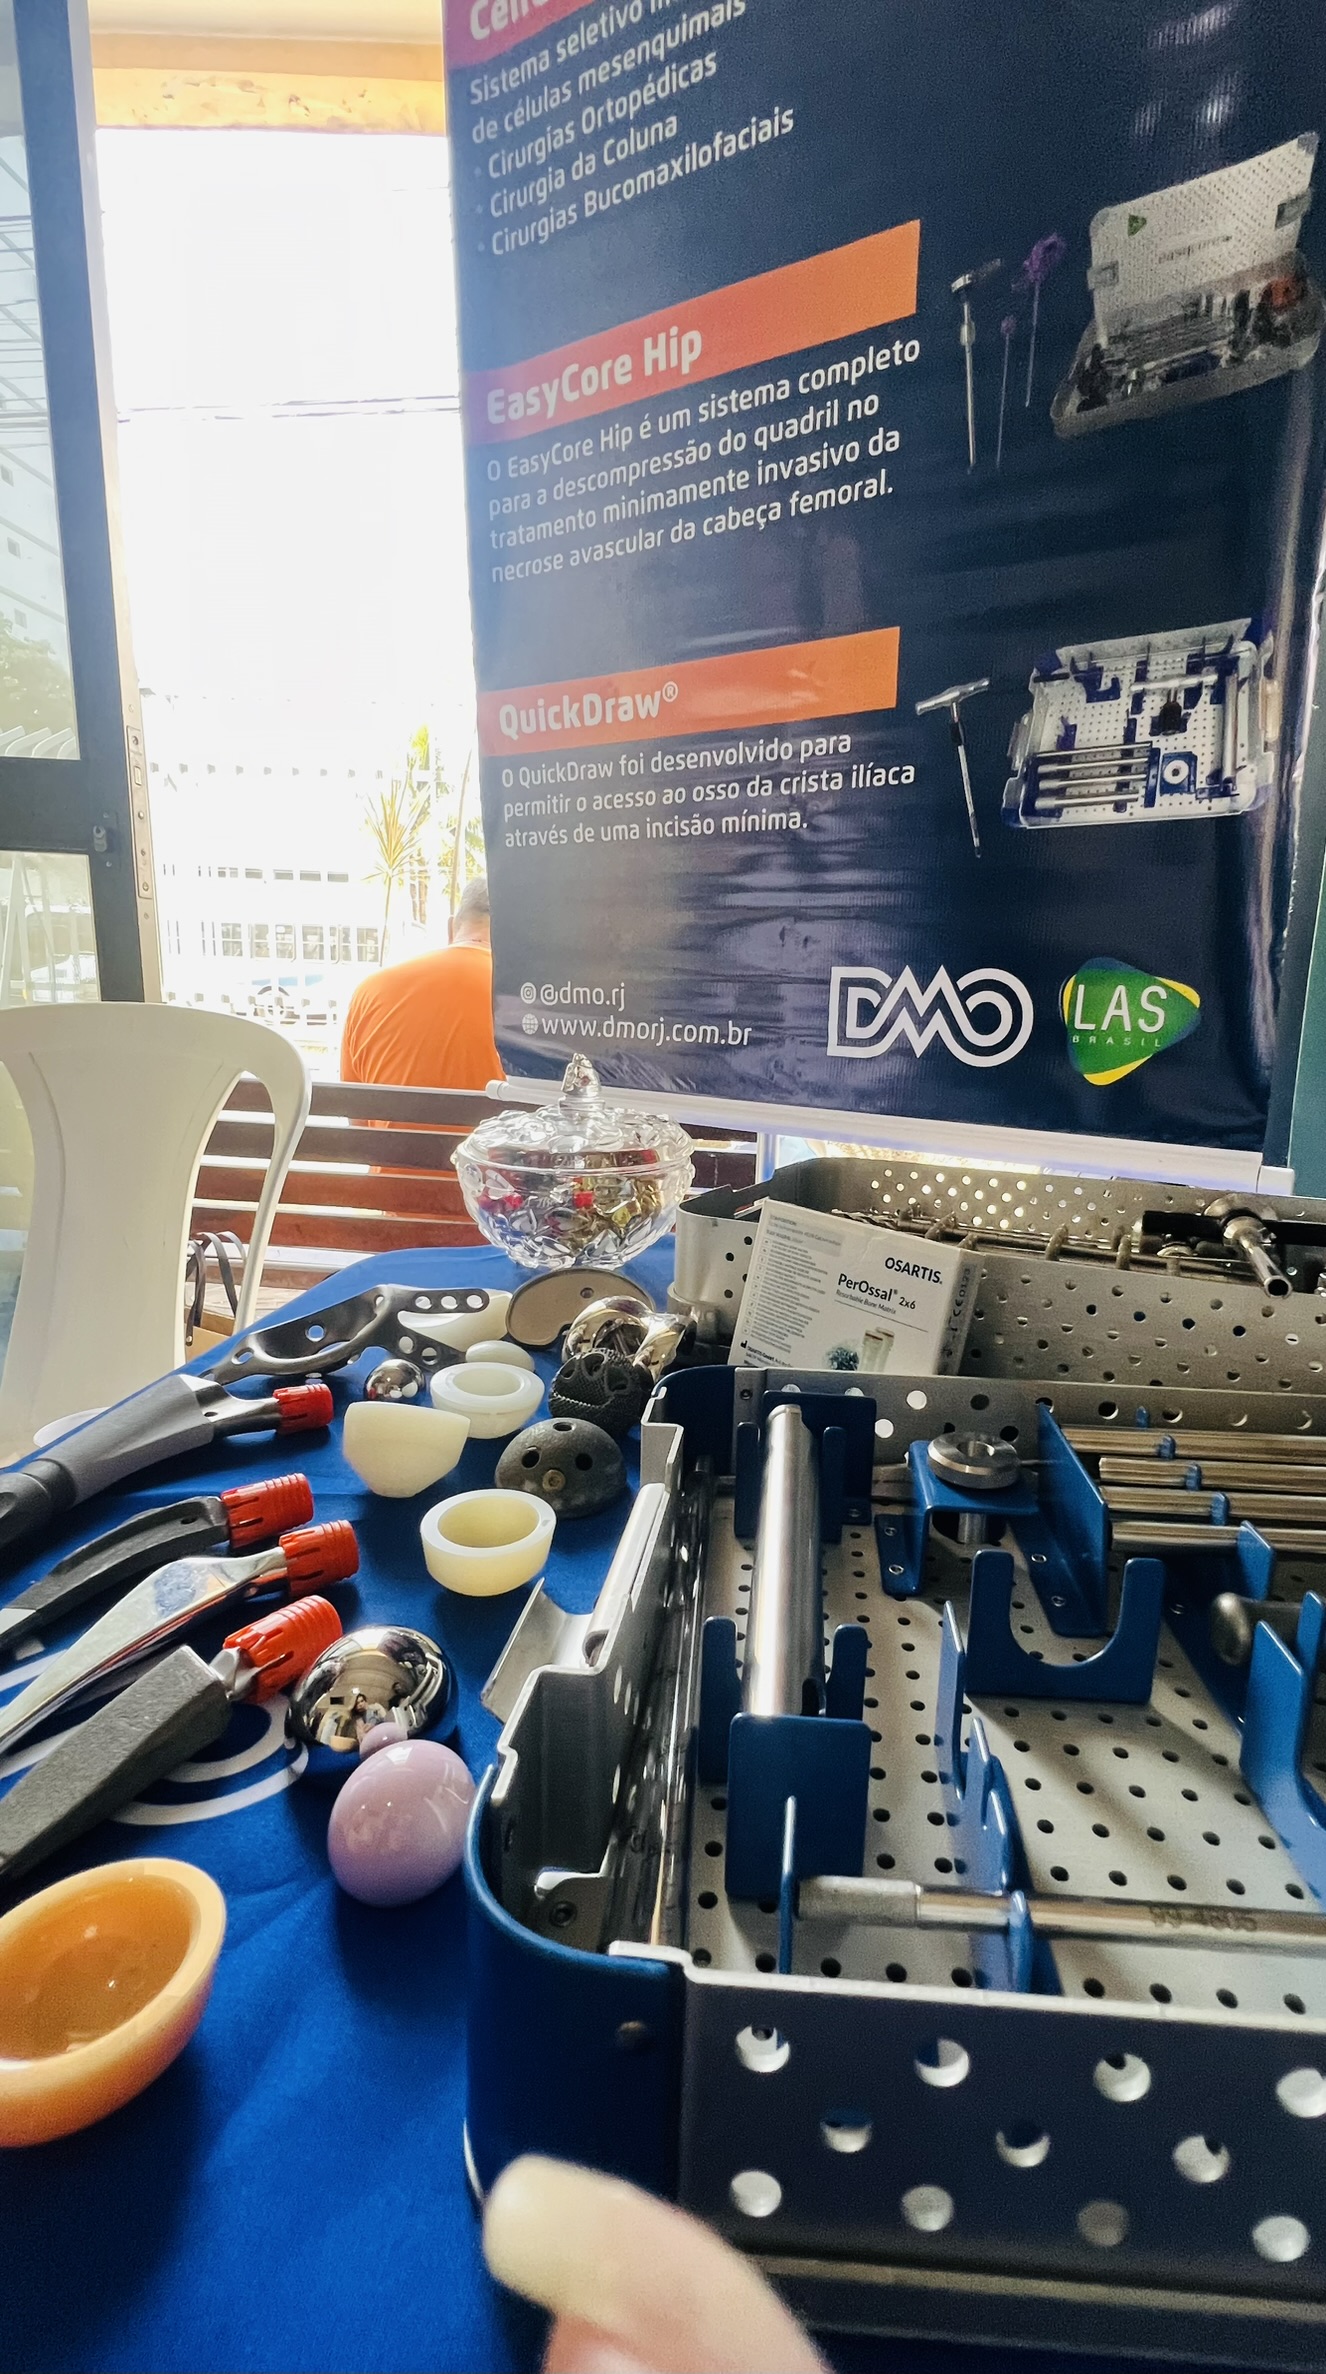 Sistema seletivo
de células mesenquimais
· Cirurgias Ortopédicas
· Cirurgia da Coluna
· Cirurgias Bucomaxilofaciais
EasyCore Hip
O EasyCore Hip é um sistema completo
para a descompressão do quadril no
tratamento minimamente invasivo da
necrose avascular da cabeça femoral.
QuickDraw®
O QuickDraw foi desenvolvido para
permitir o acesso ao osso da crista ilíaca
através de uma incisão mínima.
@dmo.rj
www.dmorj.com.br
DMO
LAS
BRASIL
OSARTIS
PerOssal® 2x6
Resorbable Bone Matrix